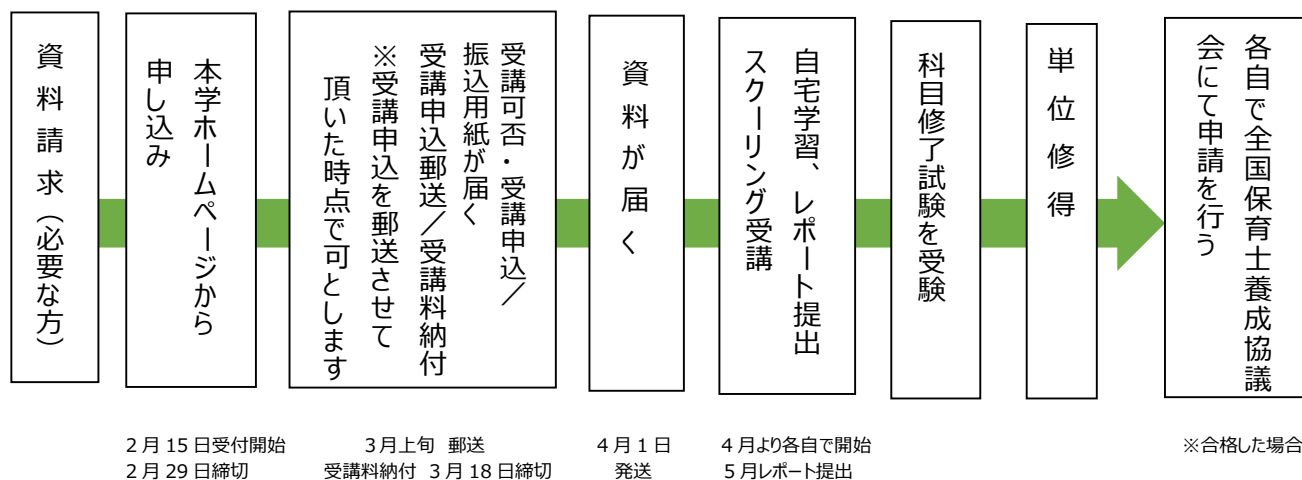 資料請求（必要な方）
本学ホームページから
申し込み
受講可否・受講申込／
振込用紙が届く
受講申込郵送／受講料納付
※受講申込を郵送させて
頂いた時点で可とします
資料が届く
自宅学習、レポート提出
スクーリング受講
科目修了試験を受験
単位修得
各自で全国保育士養成協議
会にて申請を行う
２月15日受付開始
２月29日締切
３月上旬 郵送
受講料納付 ３月18日締切
４月１日
発送
４月より各自で開始
５月レポート提出
※合格した場合